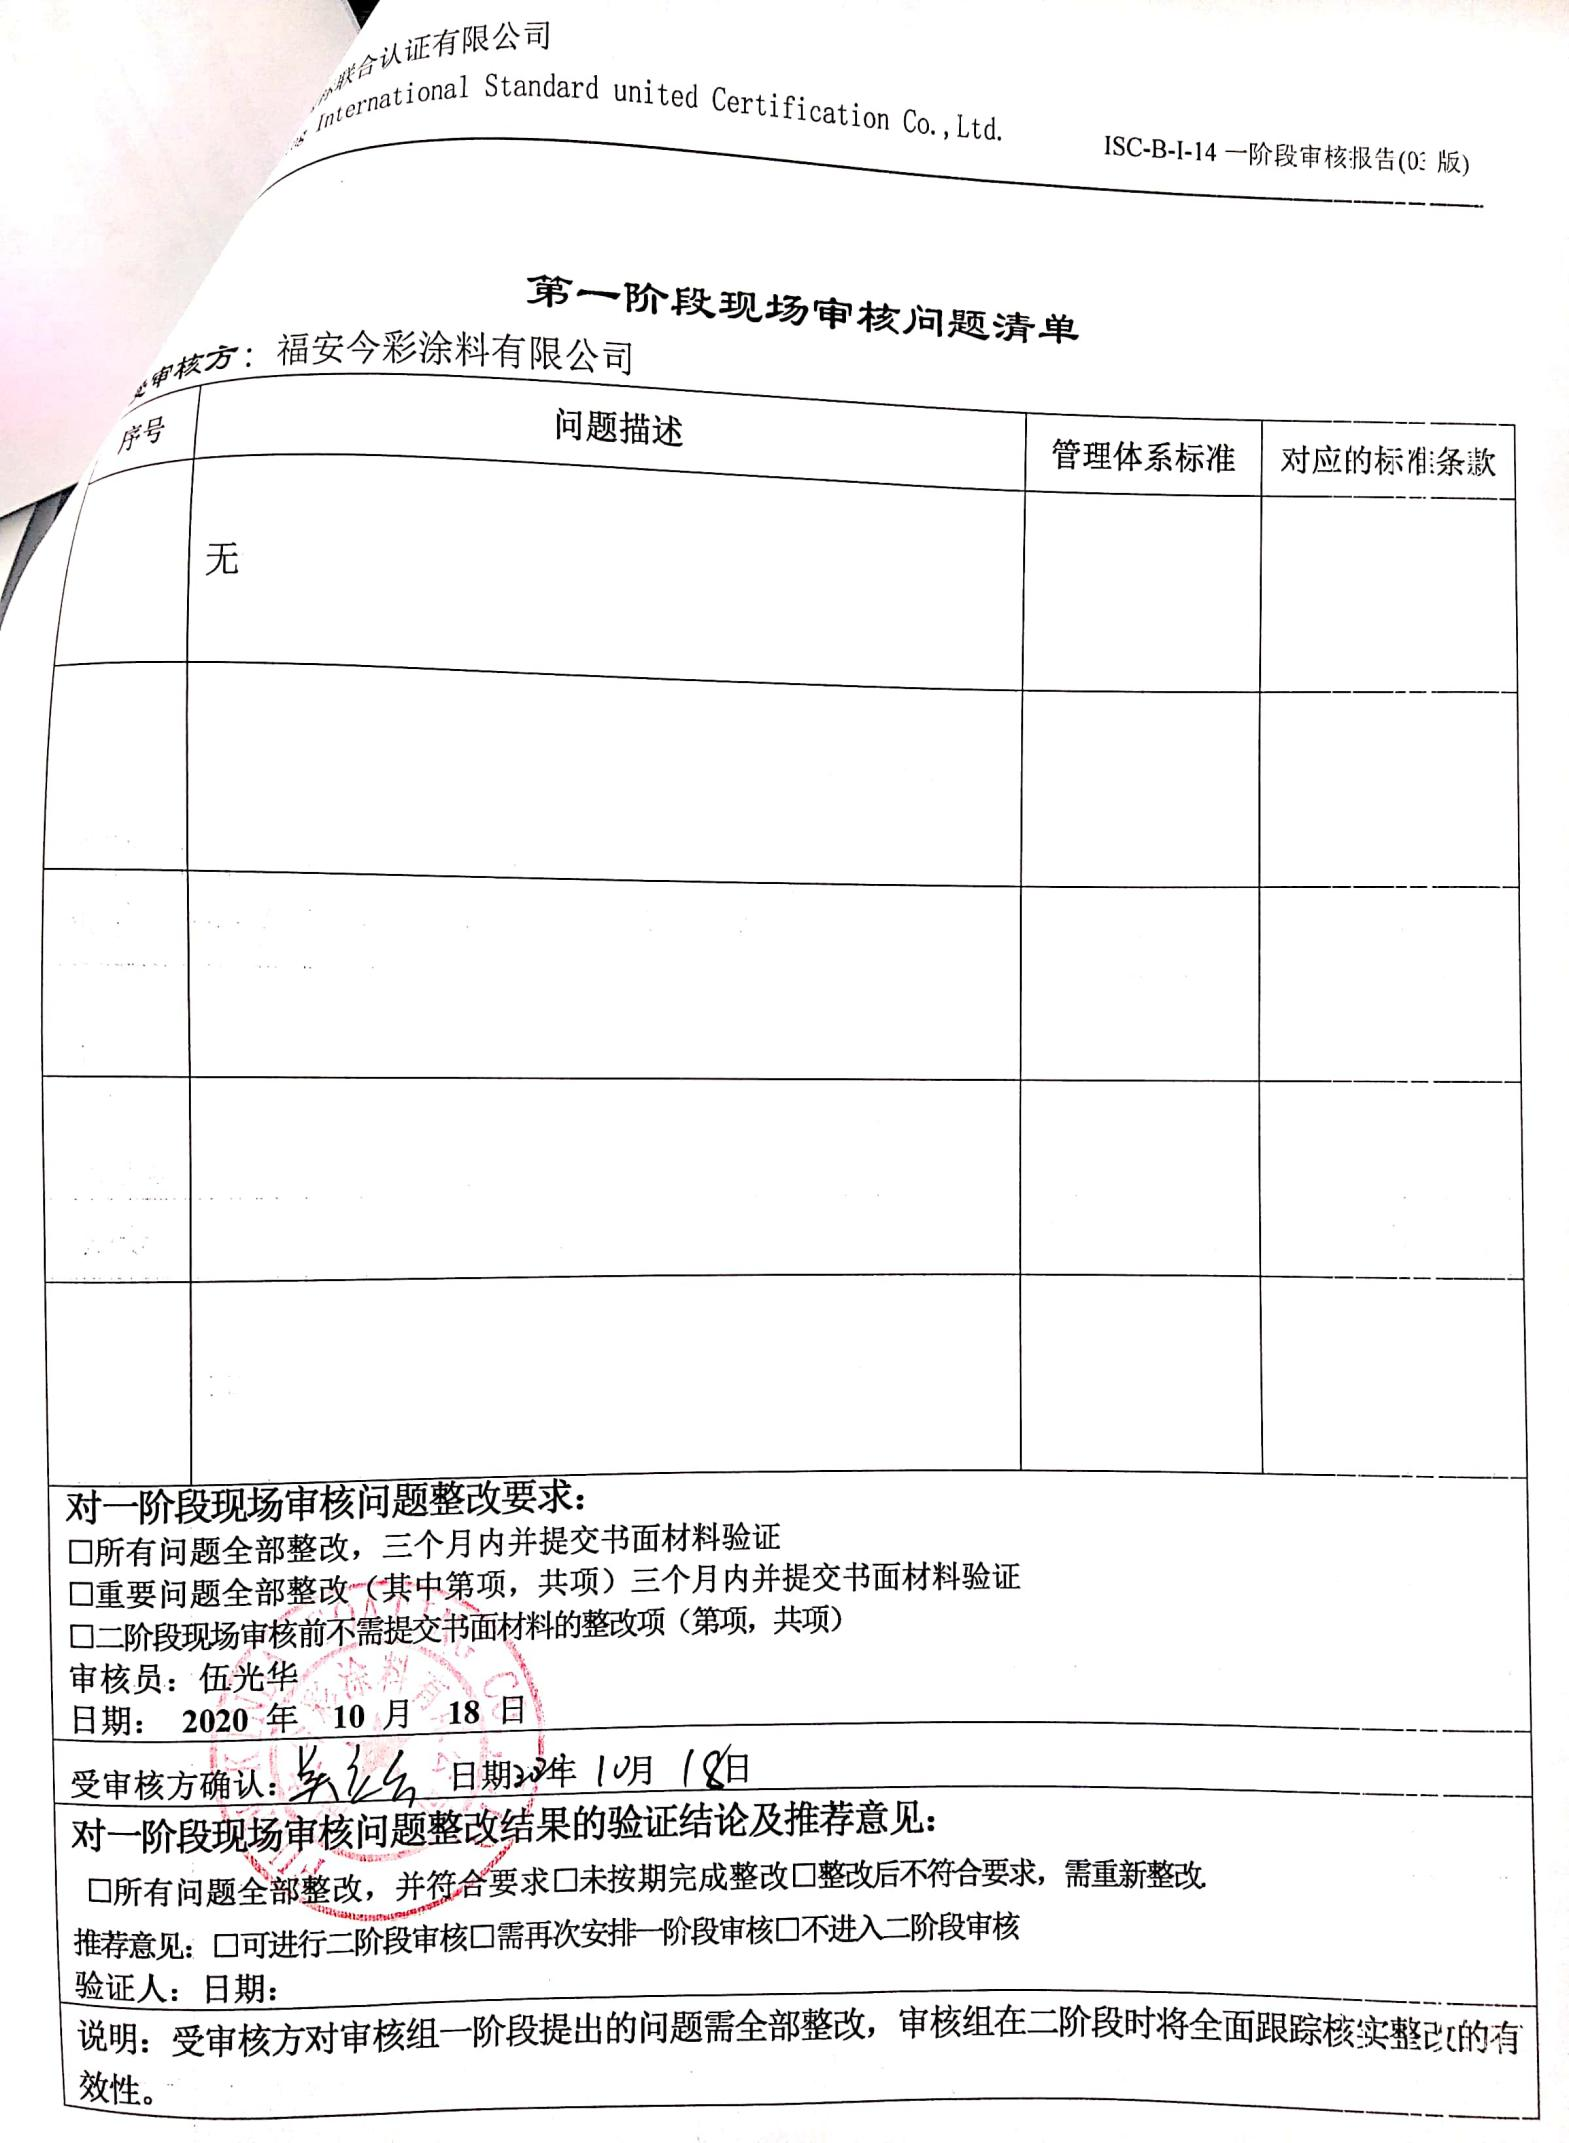 联合认证有限公司
International Standard united Certification Co.,Ltd.
ISC-B-I-14 一阶段审核报告(03 版)
第一阶段现场审核问题清单
受审核方：福安今彩涂料有限公司
序号 问题描述 管理体系标准 对应的标准条款
无
对一阶段现场审核问题整改要求：
□所有问题全部整改，三个月内并提交书面材料验证
□重要问题全部整改（其中第项，共项）三个月内并提交书面材料验证
□二阶段现场审核前不需提交书面材料的整改项（第项，共项）
审核员：伍光华
日期： 2020 年 10 月 18 日
受审核方确认： 日期 年 10月 18日
对一阶段现场审核问题整改结果的验证结论及推荐意见：
□所有问题全部整改，并符合要求□未按期完成整改□整改后不符合要求，需重新整改.
推荐意见：□可进行二阶段审核□需再次安排一阶段审核□不进入二阶段审核
验证人：日期：
说明：受审核方对审核组一阶段提出的问题需全部整改，审核组在二阶段时将全面跟踪核实整改的有
效性。